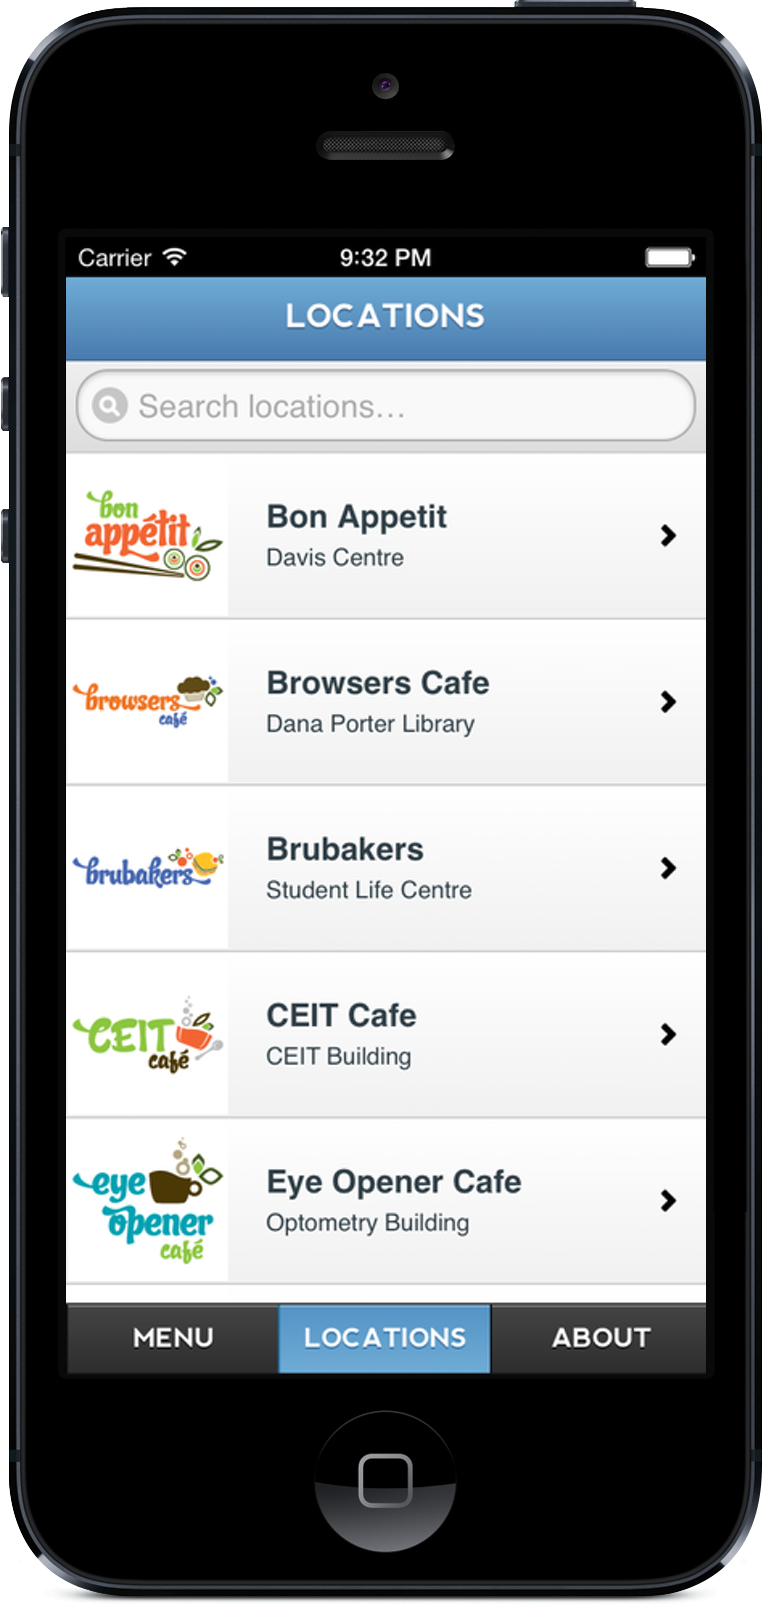 Carrier 9:32 PM
LOCATIONS
Search locations...
bon
appétit
Bon Appetit
Davis Centre
browsers
café
Browsers Cafe
Dana Porter Library
brubakers
Brubakers
Student Life Centre
CEIT
café
CEIT Cafe
CEIT Building
eye
opener
café
Eye Opener Cafe
Optometry Building
MENU LOCATIONS ABOUT